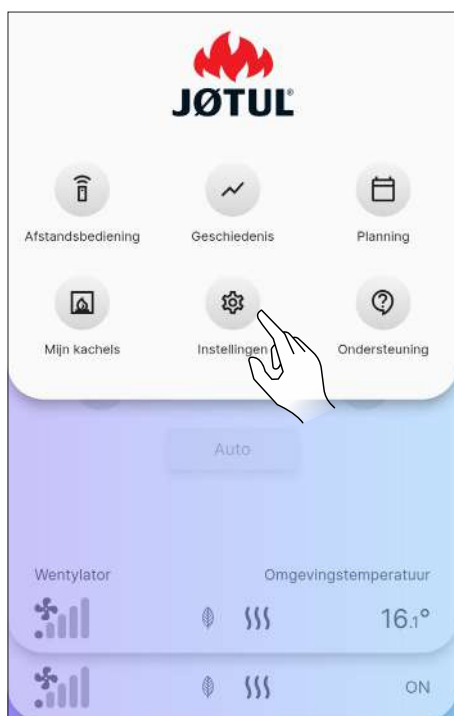 JØTUL
Afstandsbediening Geschiedenis Planning
Mijn kachels Instellingen Ondersteuning
Auto
Wentylator Omgevingstemperatuur
16.1°
ON